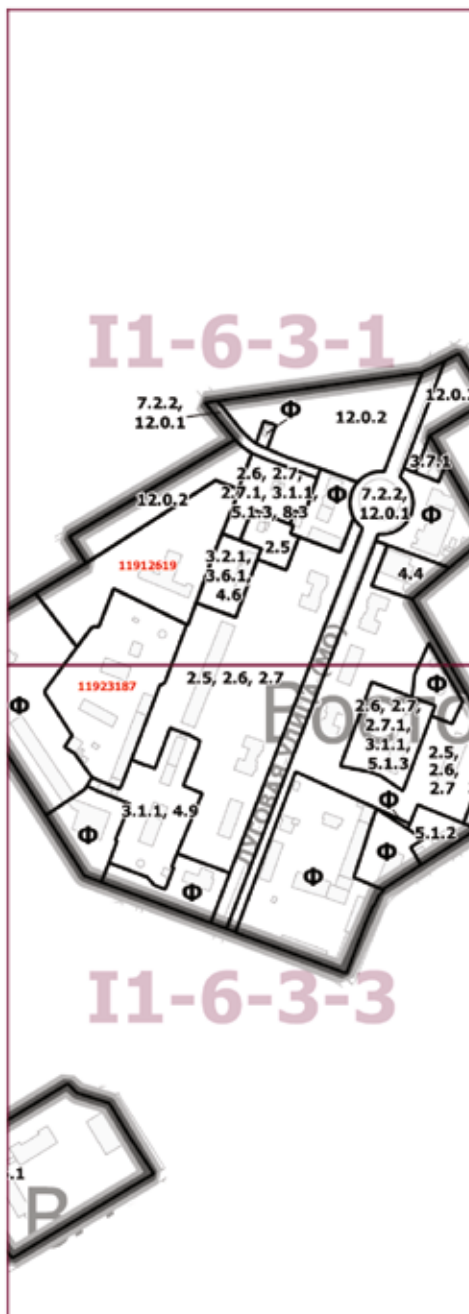 I1-6-3-1
7.2.2,
12.0.1
Ф
12.0.2
3.7.1
2.6, 2.7,
2.7.1, 3.1.1,
5.1.3, 8.3
Ф
7.2.2,
12.0.1
Ф
12.0.2
2.5
3.2.1,
3.6.1,
4.6
11912619
4.4
11923187
2.5, 2.6, 2.7
ЛУГОВАЯ УЛИЦА (МО)
Ф
Ф
2.6, 2.7,
2.7.1,
3.1.1,
5.1.3
2.5,
2.6,
2.7
Ф
3.1.1, 4.9
5.1.2
Ф
Ф
Ф
Ф
I1-6-3-3